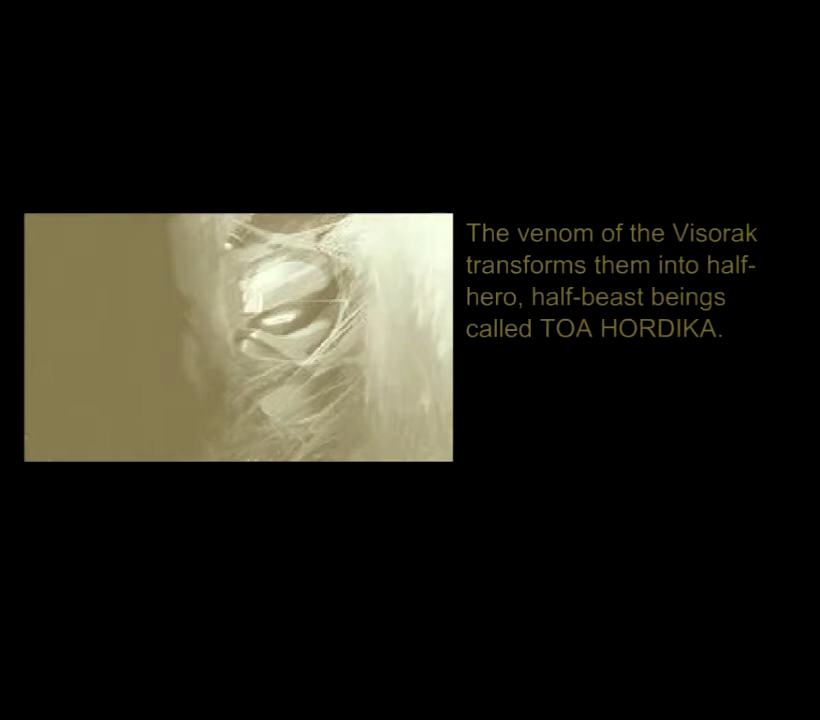 The venom of the Visorak
transforms them into half-
hero, half-beast beings
called TOA HORDIKA.